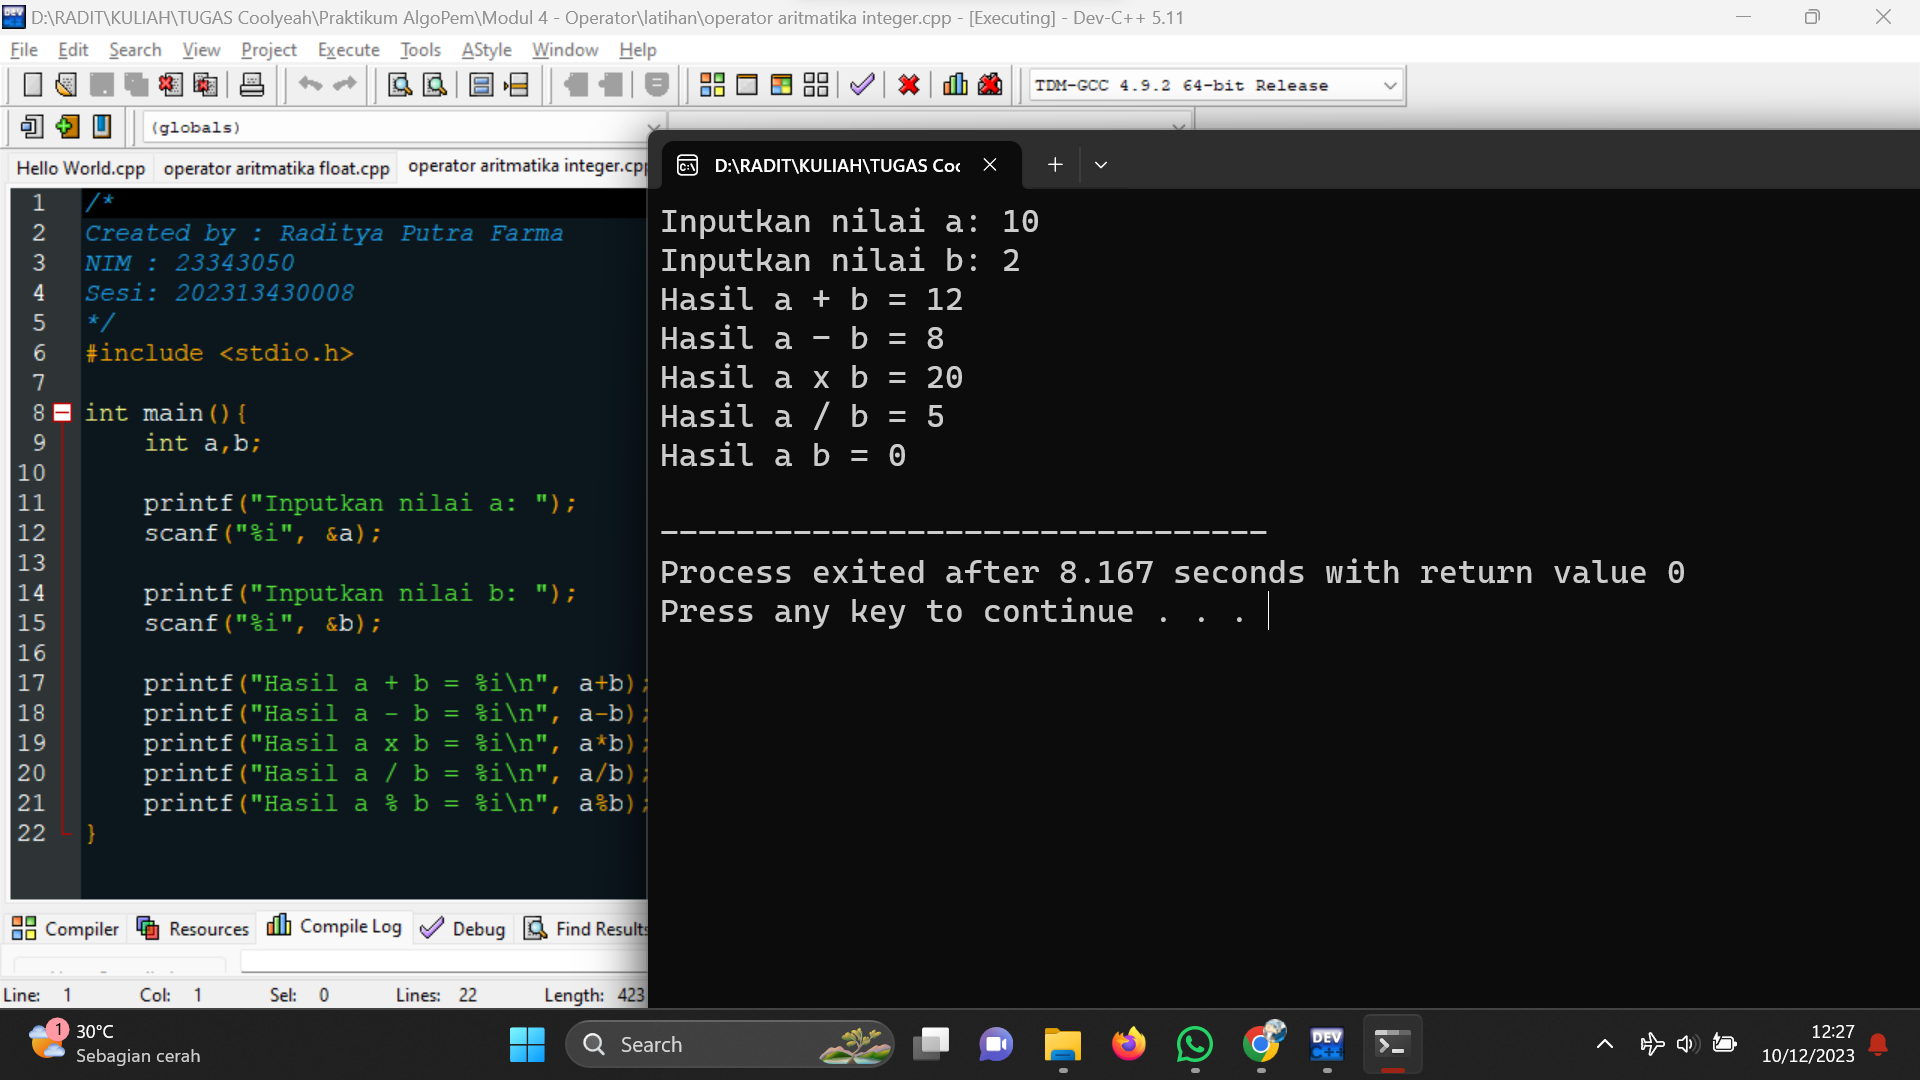 D:\RADIT\KULIAH\TUGAS Coolyeah\Praktikum AlgoPem\Modul 4 - Operator\latihan\operator aritmatika integer.cpp - [Executing] - Dev-C++ 5.11
File Edit Search View Project Execute Tools AStyle Window Help
TDM-GCC 4.9.2 64-bit Release
(globals)
Hello World.cpp operator aritmatika float.cpp operator aritmatika integer.cpp
1 /*
2 Created by : Raditya Putra Farma
3 NIM : 23343050
4 Sesi: 202313430008
5 */
6 #include <stdio.h>
7
8 int main(){
9 int a,b;
10
11 printf("Inputkan nilai a: ");
12 scanf("%i", &a);
13
14 printf("Inputkan nilai b: ");
15 scanf("%i", &b);
16
17 printf("Hasil a + b = %i\n", a+b);
18 printf("Hasil a - b = %i\n", a-b);
19 printf("Hasil a x b = %i\n", a*b);
20 printf("Hasil a / b = %i\n", a/b);
21 printf("Hasil a % b = %i\n", a%b);
22 }
D:\RADIT\KULIAH\TUGAS Coo
Inputkan nilai a: 10
Inputkan nilai b: 2
Hasil a + b = 12
Hasil a - b = 8
Hasil a x b = 20
Hasil a / b = 5
Hasil a b = 0
--------------------------------
Process exited after 8.167 seconds with return value 0
Press any key to continue . . .
Compiler Resources Compile Log Debug Find Results
Line: 1 Col: 1 Sel: 0 Lines: 22 Length: 423
1
30°C
Sebagian cerah
Search
DEV C++
12:27
10/12/2023